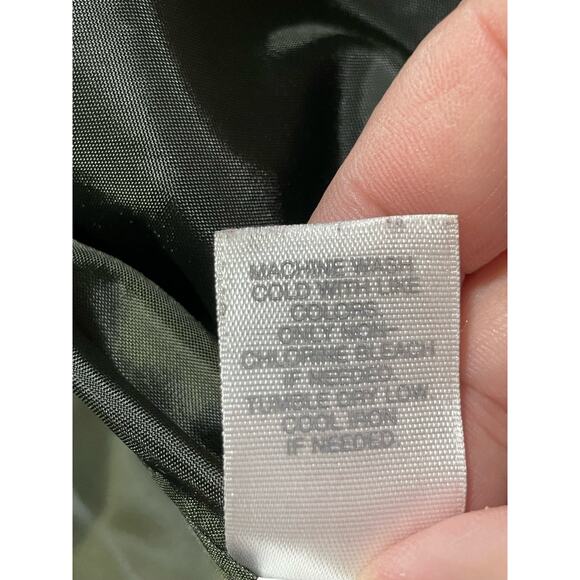 MACHINE WASH
COLD WITH LIKE
COLORS.
ONLY NON-
CHLORINE BLEACH
IF NEEDED.
TUMBLE DRY LOW
COOL IRON
IF NEEDED.